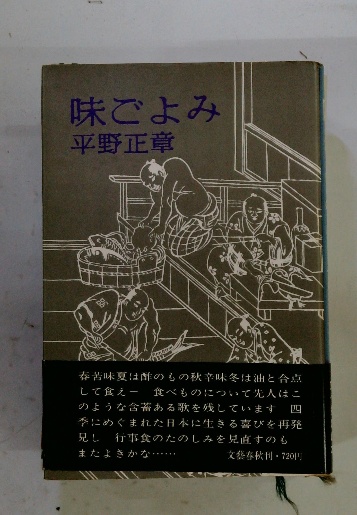 味ごよみ
平野正章
春苦味夏は酢のもの秋辛味冬は油と合点
して食えー 食べものについて先人はこ
のような含蓄ある歌を残しています 四
季にめぐまれた日本に生きる喜びを再発
見し 行事食のたのしみを見直すのも
またよきかな……
文藝春秋刊・720円